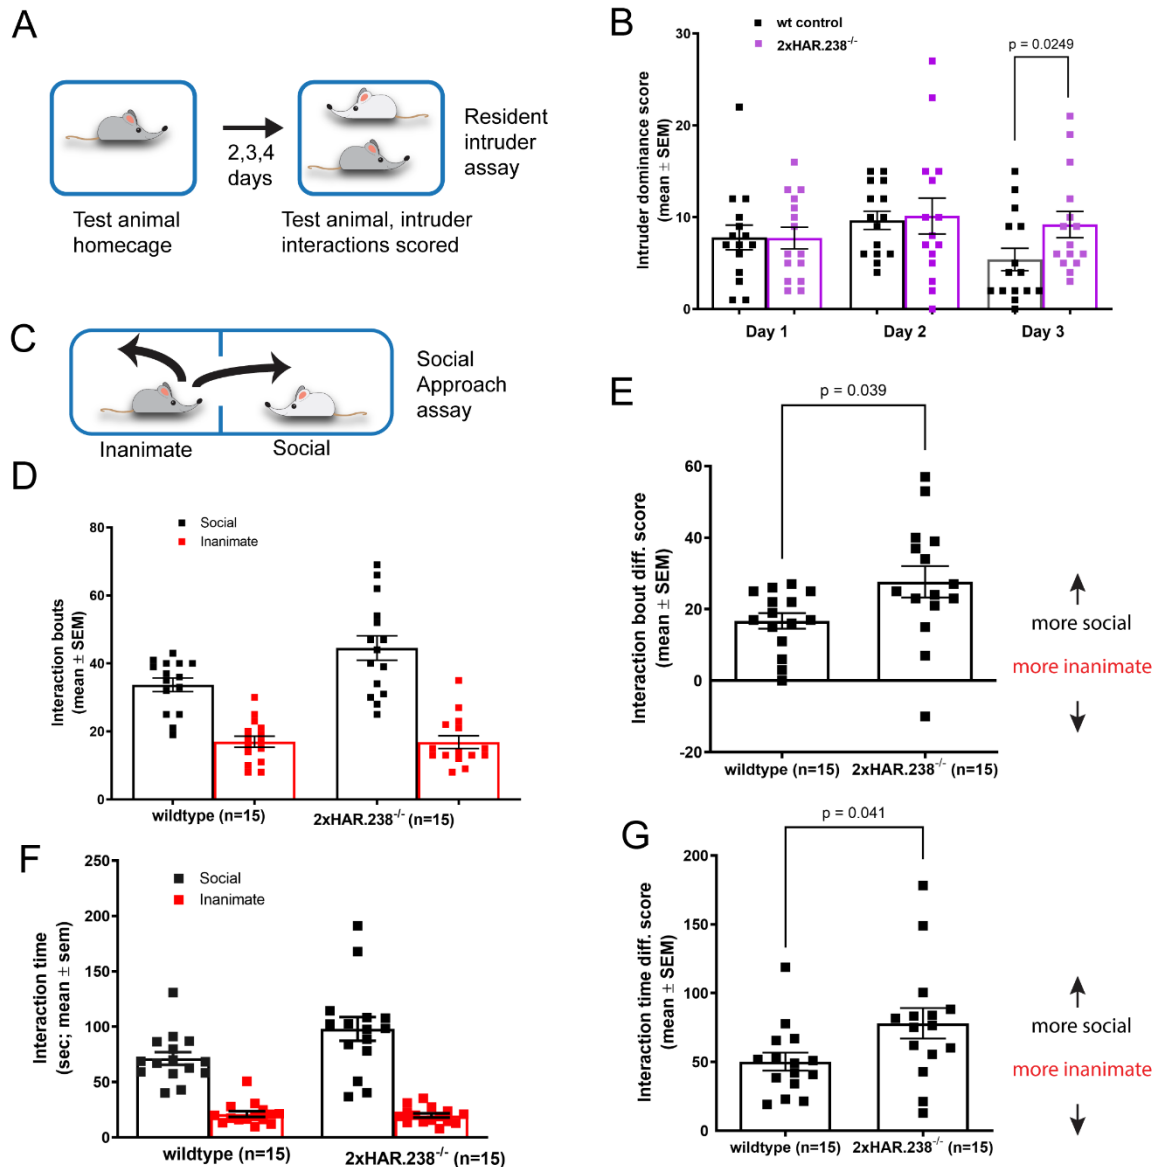 A
2,3,4
days
Resident
intruder
assay
Test animal
homecage
Test animal, intruder
interactions scored
B
wt control
2xHAR.238-/-
p = 0.0249
Intruder dominance score
(mean ± SEM)
30
20
10
0
Day 1
Day 2
Day 3
C
Social
Approach
assay
Inanimate
Social
D
Social
Inanimate
Interaction bouts
(mean ± SEM)
80
60
40
20
0
wildtype (n=15)
2xHAR.238-/- (n=15)
E
p = 0.039
Interaction bout diff. score
(mean ± SEM)
60
40
20
0
-20
wildtype (n=15)
2xHAR.238-/- (n=15)
more social
more inanimate
F
Social
Inanimate
Interaction time
(sec; mean ± sem)
250
200
150
100
50
0
wildtype (n=15)
2xHAR.238-/- (n=15)
G
p = 0.041
Interaction time diff. score
(mean ± SEM)
200
150
100
50
0
wildtype (n=15)
2xHAR.238-/- (n=15)
more social
more inanimate